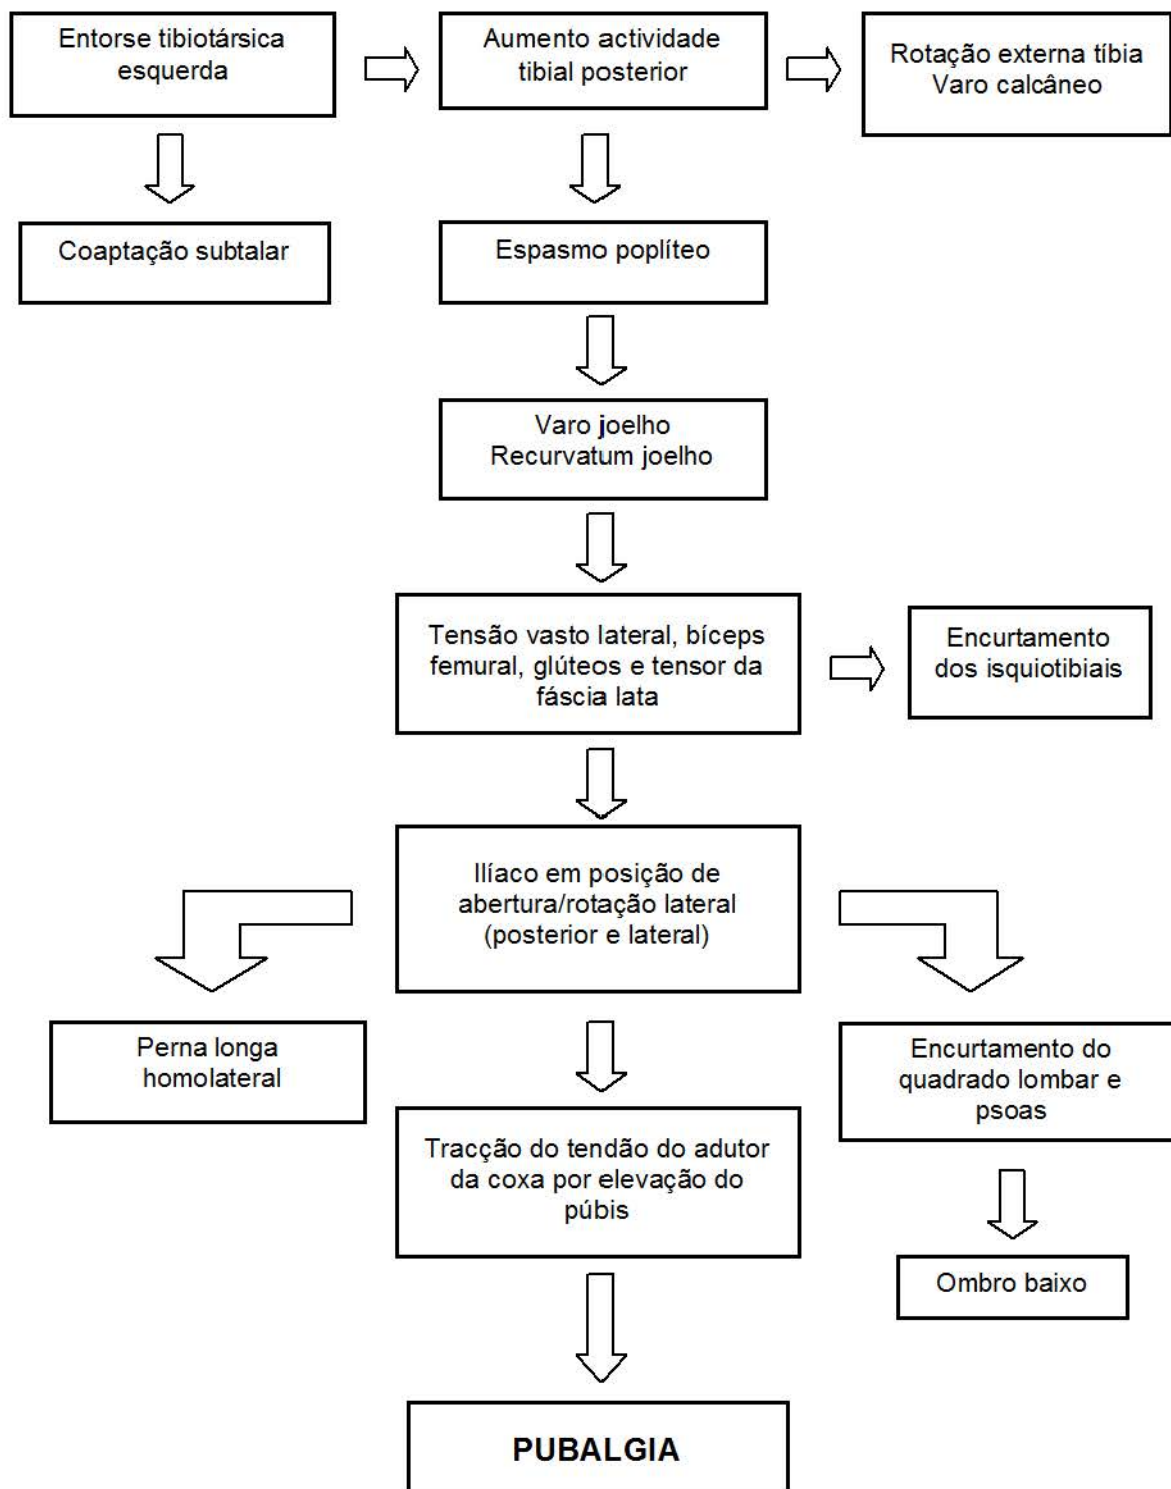 Entorse tibiotársica
esquerda
Aumento actividade
tibial posterior
Rotação externa tíbia
Varo calcâneo
Coaptação subtalar
Espasmo poplíteo
Varo joelho
Recurvatum joelho
Tensão vasto lateral, bíceps
femural, glúteos e tensor da
fáscia lata
Encurtamento
dos isquiotibiais
Ilíaco em posição de
abertura/rotação lateral
(posterior e lateral)
Perna longa
homolateral
Tracção do tendão do adutor
da coxa por elevação do
púbis
Encurtamento do
quadrado lombar e
psoas
Ombro baixo
PUBALGIA